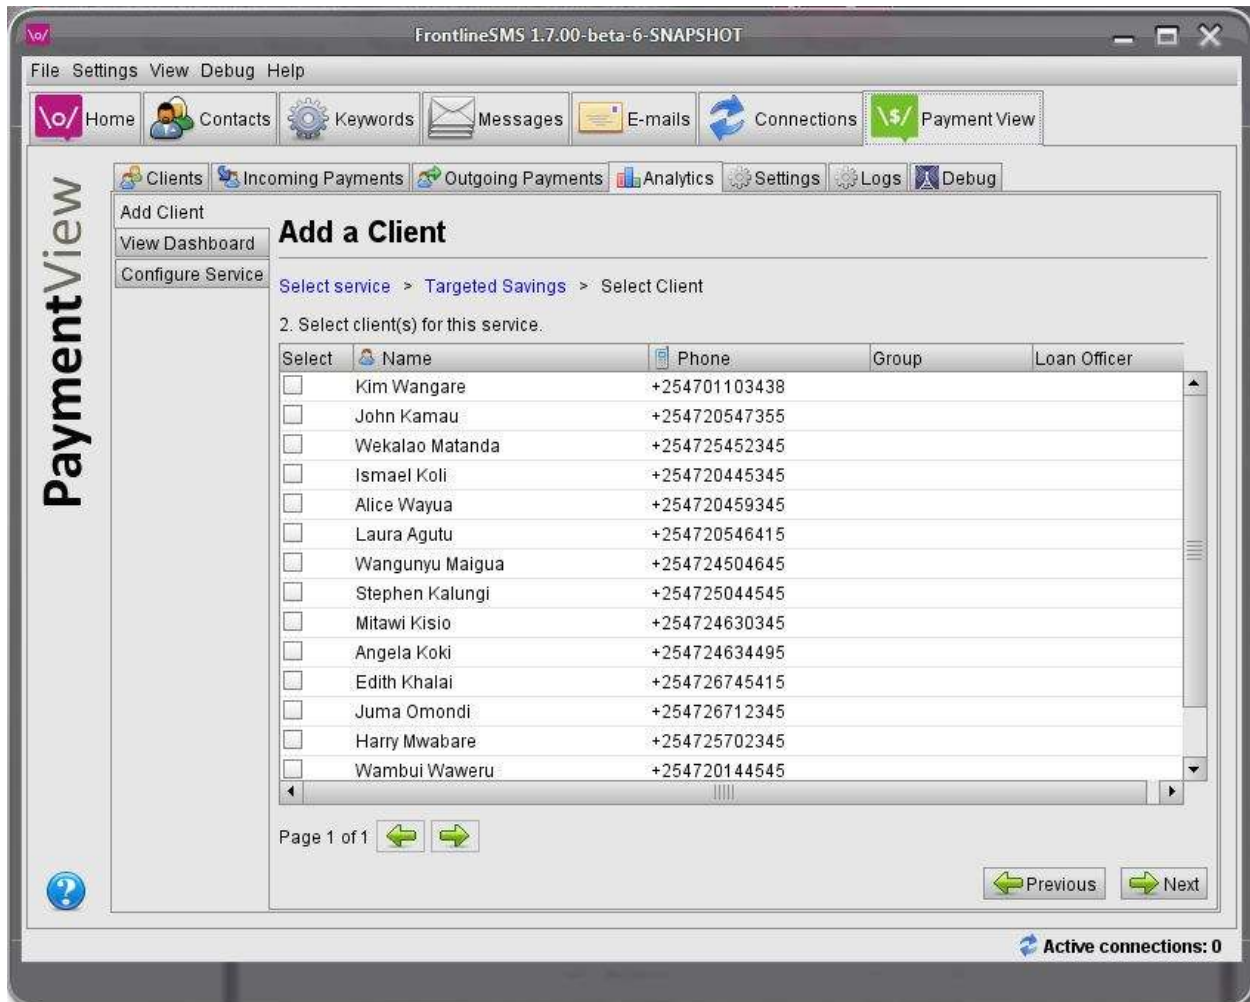 \o/ FrontlineSMS 1.7.00-beta-6-SNAPSHOT
File Settings View Debug Help
\o/ Home Contacts Keywords Messages E-mails Connections \$/ Payment View
Clients Incoming Payments Outgoing Payments Analytics Settings Logs Debug
PaymentView
Add Client
View Dashboard
Configure Service
Add a Client
Select service > Targeted Savings > Select Client
2. Select client(s) for this service.
Select Name Phone Group Loan Officer
Kim Wangare +254701103438
John Kamau +254720547355
Wekalao Matanda +254725452345
Ismael Koli +254720445345
Alice Wayua +254720459345
Laura Agutu +254720546415
Wangunyu Maigua +254724504645
Stephen Kalungi +254725044545
Mitawi Kisio +254724630345
Angela Koki +254724634495
Edith Khalai +254726745415
Juma Omondi +254726712345
Harry Mwabare +254725702345
Wambui Waweru +254720144545
Page 1 of 1
Previous Next
?
Active connections: 0